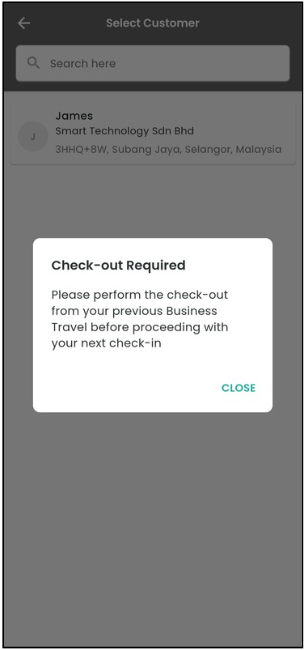 Select Customer
Search here
James
J
Smart Technology Sdn Bhd
3HHQ+8W, Subang Jaya, Selangor, Malaysia
Check-out Required
Please perform the check-out
from your previous Business
Travel before proceeding with
your next check-in
CLOSE